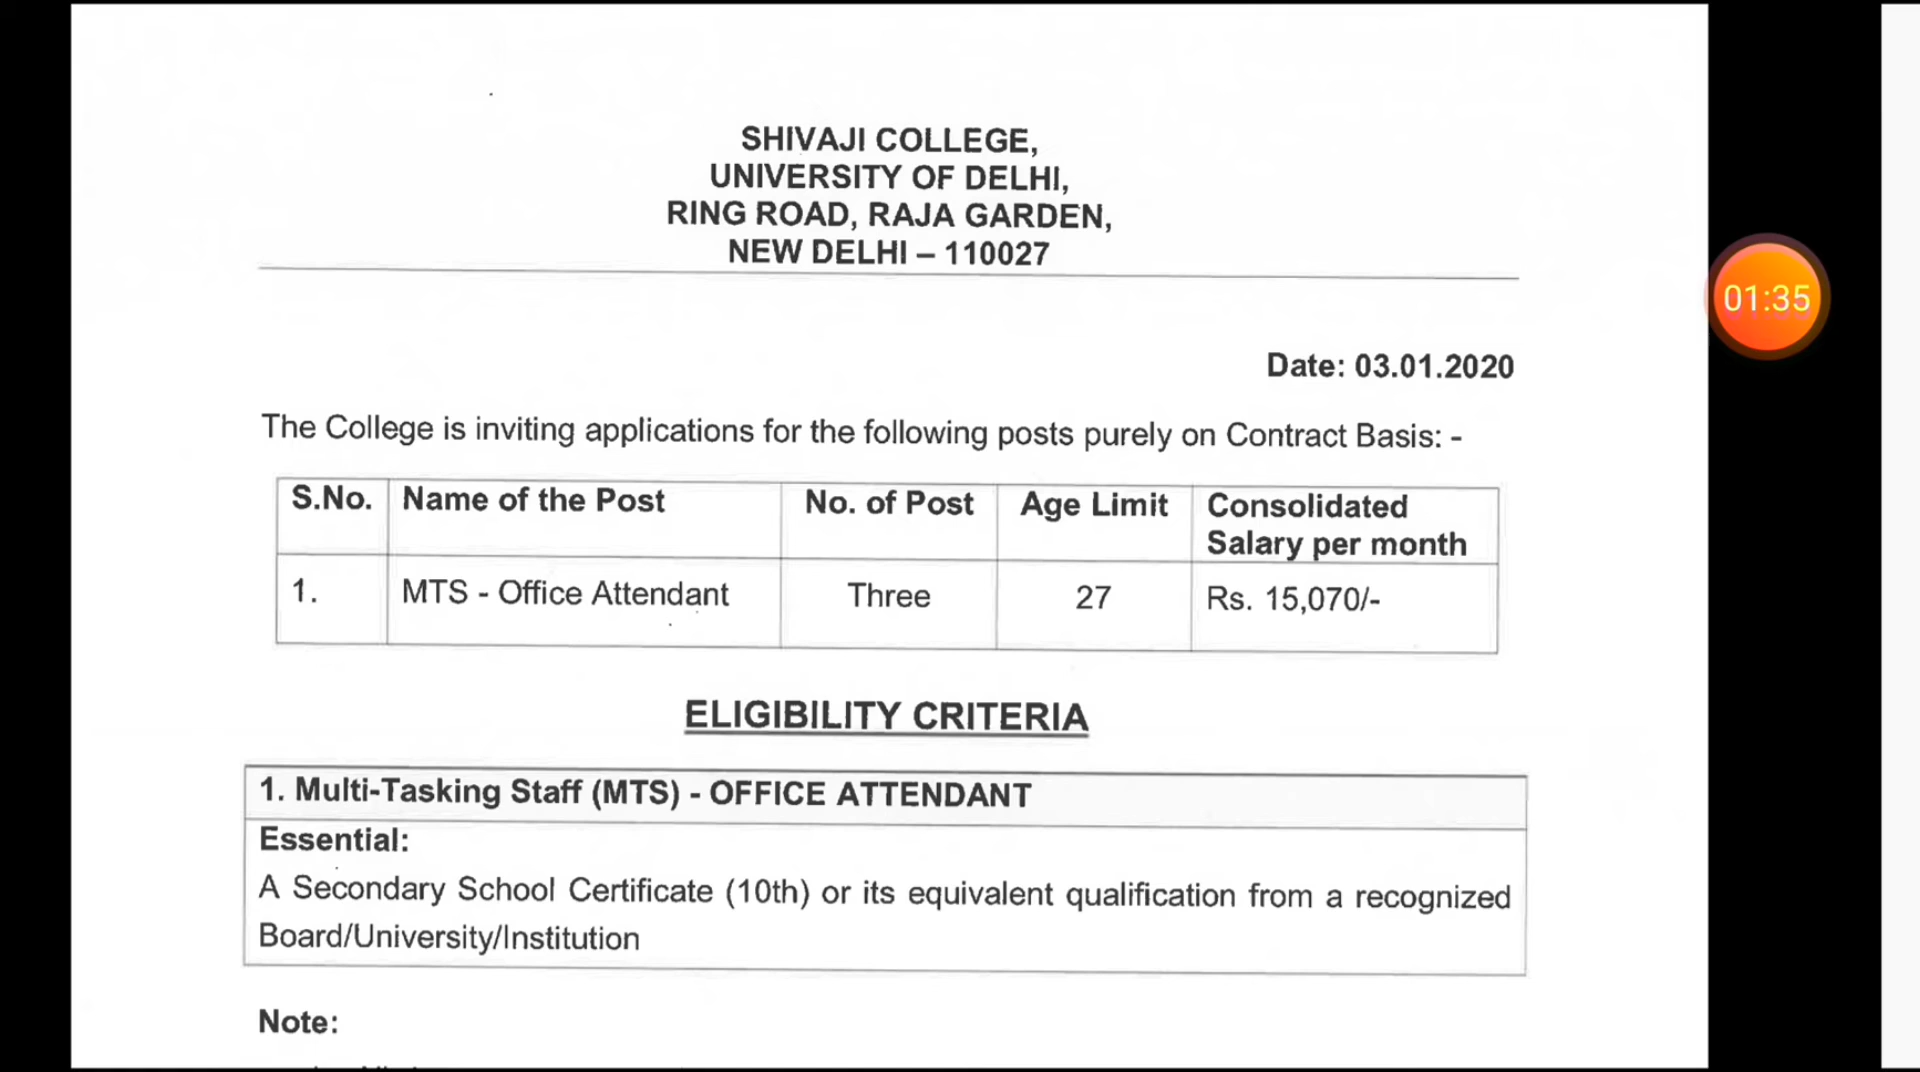 SHIVAJI COLLEGE,
UNIVERSITY OF DELHI,
RING ROAD, RAJA GARDEN,
NEW DELHI – 110027
01:35
Date: 03.01.2020
The College is inviting applications for the following posts purely on Contract Basis: -
S.No. Name of the Post No. of Post Age Limit Consolidated
Salary per month
1. MTS - Office Attendant Three 27 Rs. 15,070/-
ELIGIBILITY CRITERIA
1. Multi-Tasking Staff (MTS) - OFFICE ATTENDANT
Essential:
A Secondary School Certificate (10th) or its equivalent qualification from a recognized
Board/University/Institution
Note: